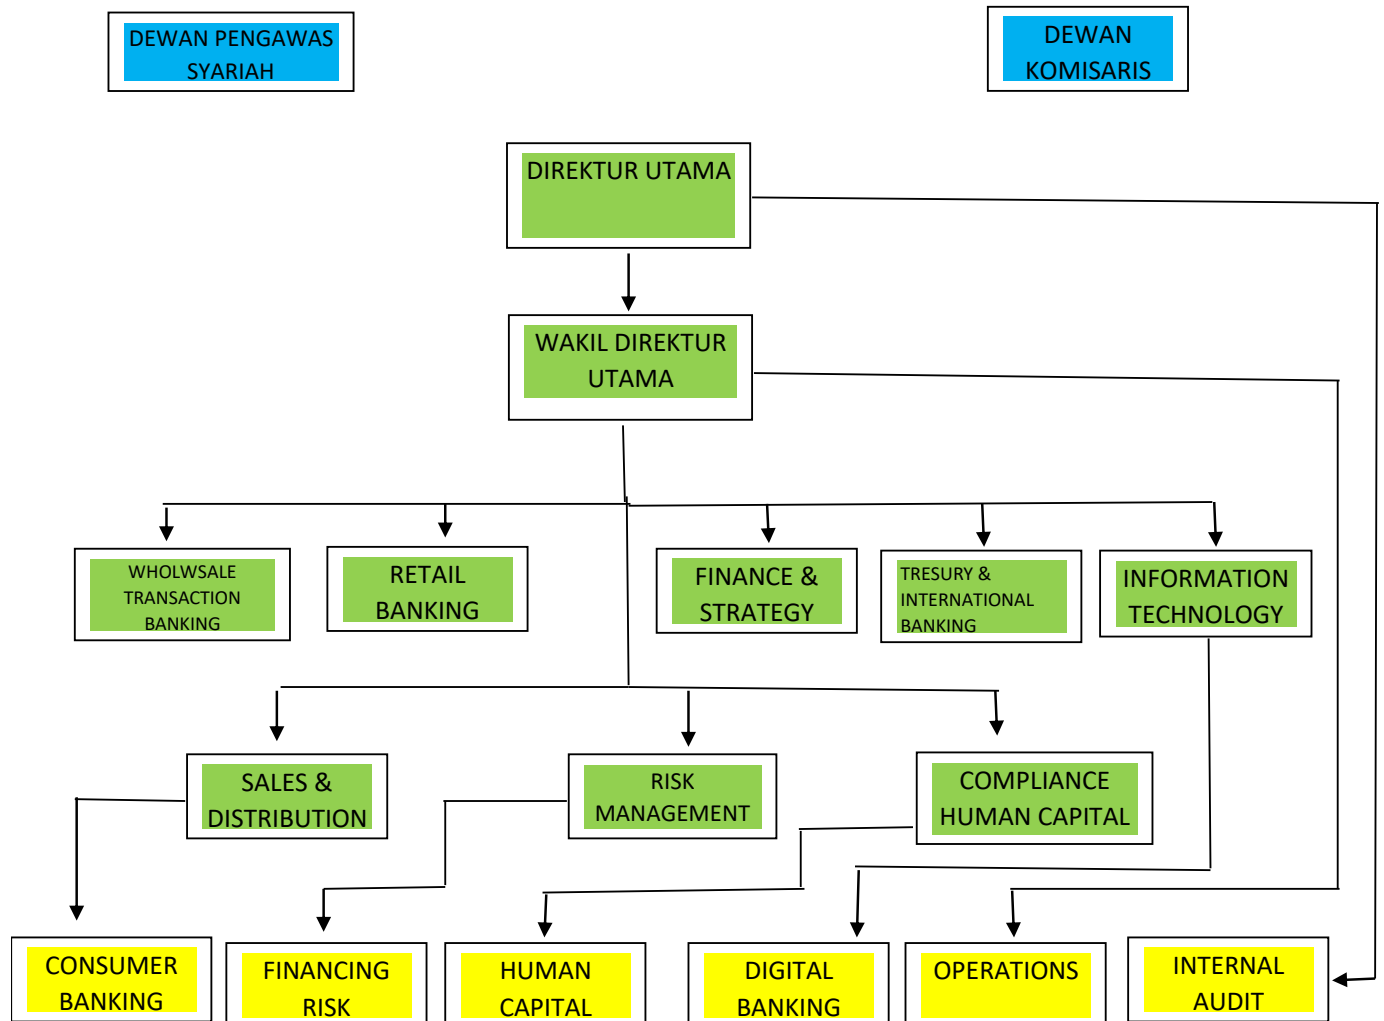 DEWAN PENGAWAS
SYARIAH
DEWAN
KOMISARIS
DIREKTUR UTAMA
WAKIL DIREKTUR
UTAMA
WHOLWSALE
TRANSACTION
BANKING
RETAIL
BANKING
FINANCE &
STRATEGY
TRESURY &
INTERNATIONAL
BANKING
INFORMATION
TECHNOLOGY
SALES &
DISTRIBUTION
RISK
MANAGEMENT
COMPLIANCE
HUMAN CAPITAL
CONSUMER
BANKING
FINANCING
RISK
HUMAN
CAPITAL
DIGITAL
BANKING
OPERATIONS
INTERNAL
AUDIT